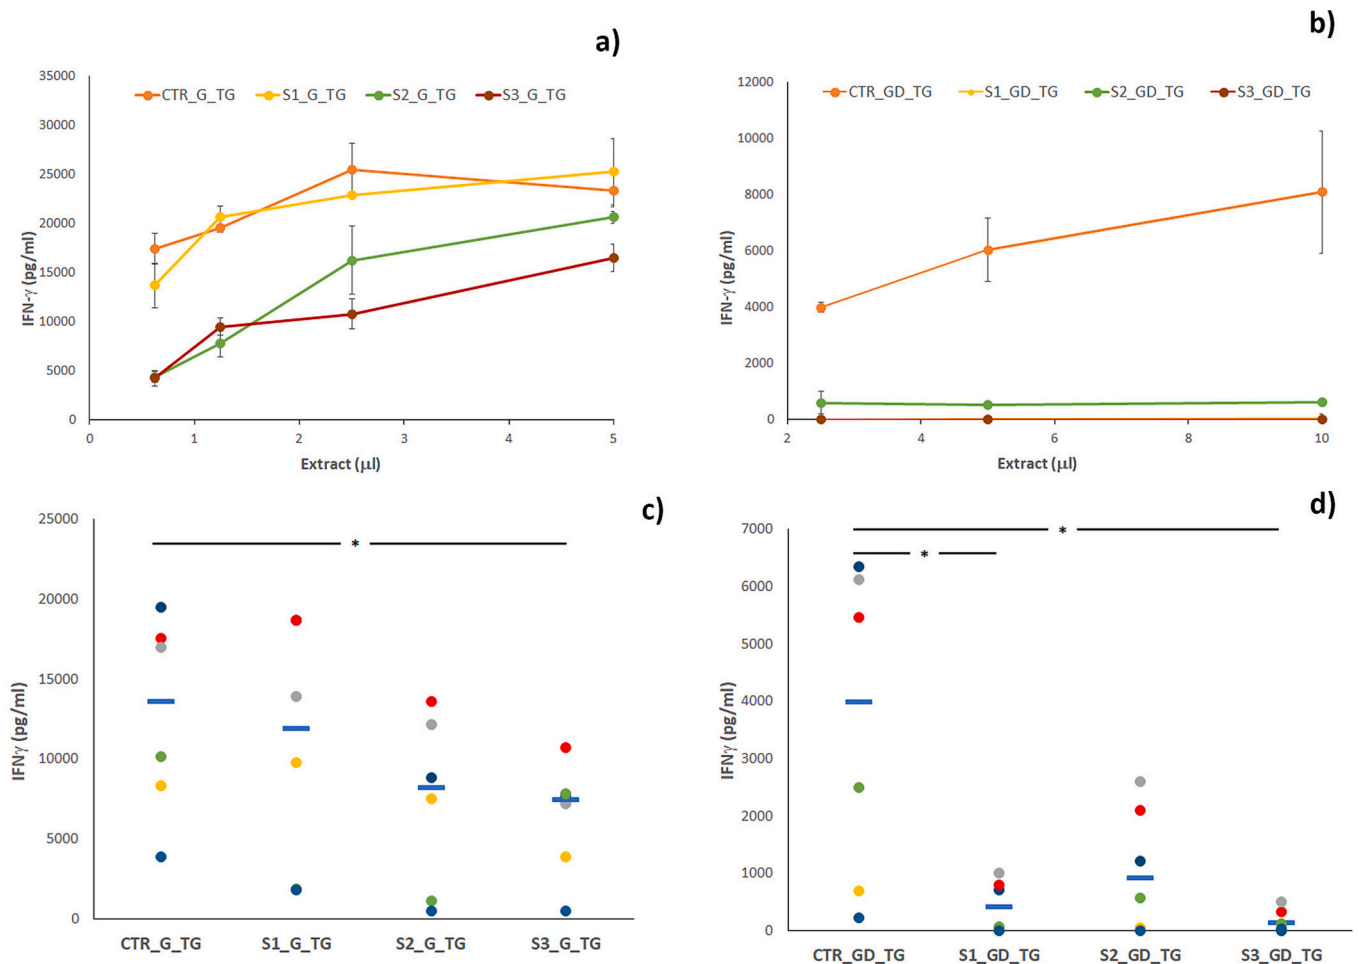 a)
35000
30000
25000
20000
15000
10000
5000
0
CTR_G_TG S1_G_TG S2_G_TG S3_G_TG
IFN-γ (pg/ml)
0 1 2 3 4 5
Extract (µl)
b)
12000
10000
8000
6000
4000
2000
0
CTR_GD_TG S1_GD_TG S2_GD_TG S3_GD_TG
IFN-γ (pg/ml)
2 4 6 8 10
Extract (µl)
c)
25000
20000
15000
10000
5000
0
*
IFNγ (pg/ml)
CTR_G_TG S1_G_TG S2_G_TG S3_G_TG
d)
7000
6000
5000
4000
3000
2000
1000
0
*
*
IFNγ (pg/ml)
CTR_GD_TG S1_GD_TG S2_GD_TG S3_GD_TG